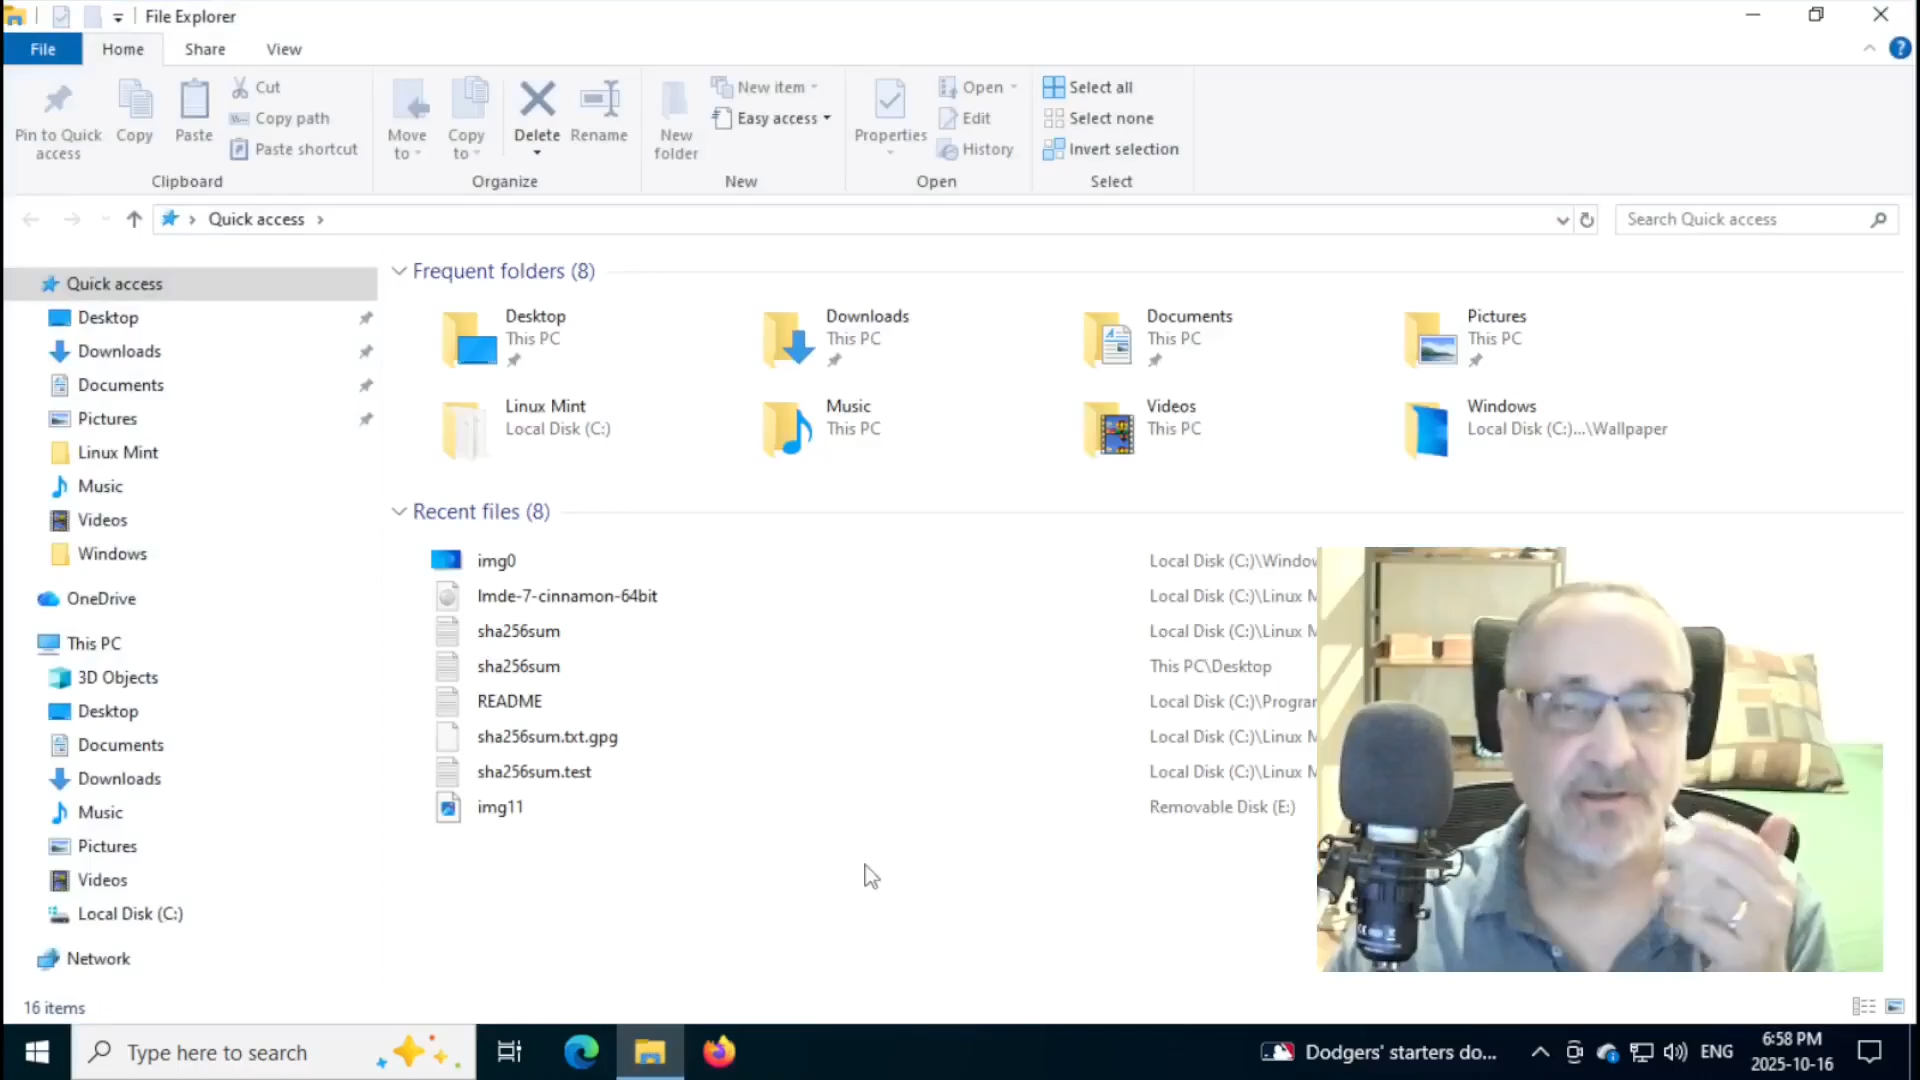 File Explorer
File Home Share View
Pin to Quick access
Copy
Paste
Cut
Copy path
Paste shortcut
Clipboard
Move to
Copy to
Delete
Rename
Organize
New folder
New item
Easy access
New
Properties
Open
Edit
History
Open
Select all
Select none
Invert selection
Select
Quick access
Search Quick access
Quick access
Desktop
Downloads
Documents
Pictures
Linux Mint
Music
Videos
Windows
OneDrive
This PC
3D Objects
Desktop
Documents
Downloads
Music
Pictures
Videos
Local Disk (C:)
Network
Frequent folders (8)
Desktop
This PC
Downloads
This PC
Documents
This PC
Pictures
This PC
Linux Mint
Local Disk (C:)
Music
This PC
Videos
This PC
Windows
Local Disk (C:)...\Wallpaper
Recent files (8)
img0 Local Disk (C:)\Window
lmde-7-cinnamon-64bit Local Disk (C:)\Linux M
sha256sum Local Disk (C:)\Linux M
sha256sum This PC\Desktop
README Local Disk (C:)\Progran
sha256sum.txt.gpg Local Disk (C:)\Linux M
sha256sum.test Local Disk (C:)\Linux M
img11 Removable Disk (E:)
16 items
Type here to search
Dodgers' starters do...
ENG
6:58 PM
2025-10-16